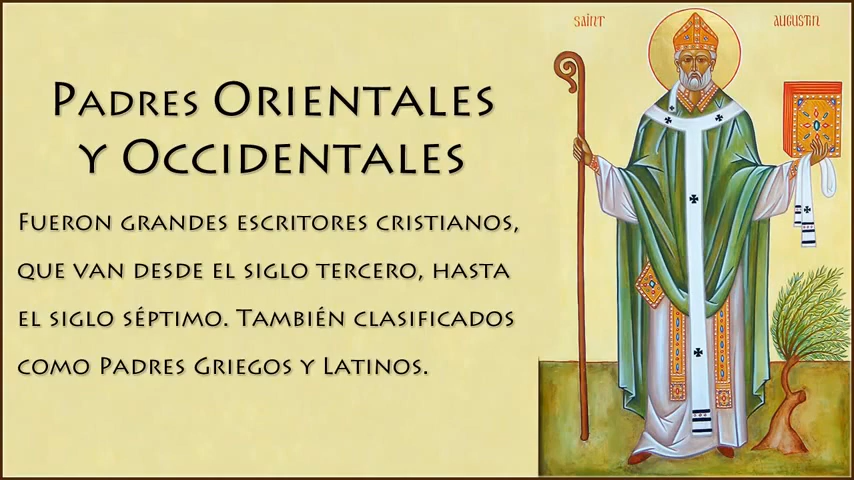 Padres Orientales
y Occidentales
Fueron grandes escritores cristianos,
que van desde el siglo tercero, hasta
el siglo séptimo. También clasificados
como Padres Griegos y Latinos.
SAINT AUGUSTIN